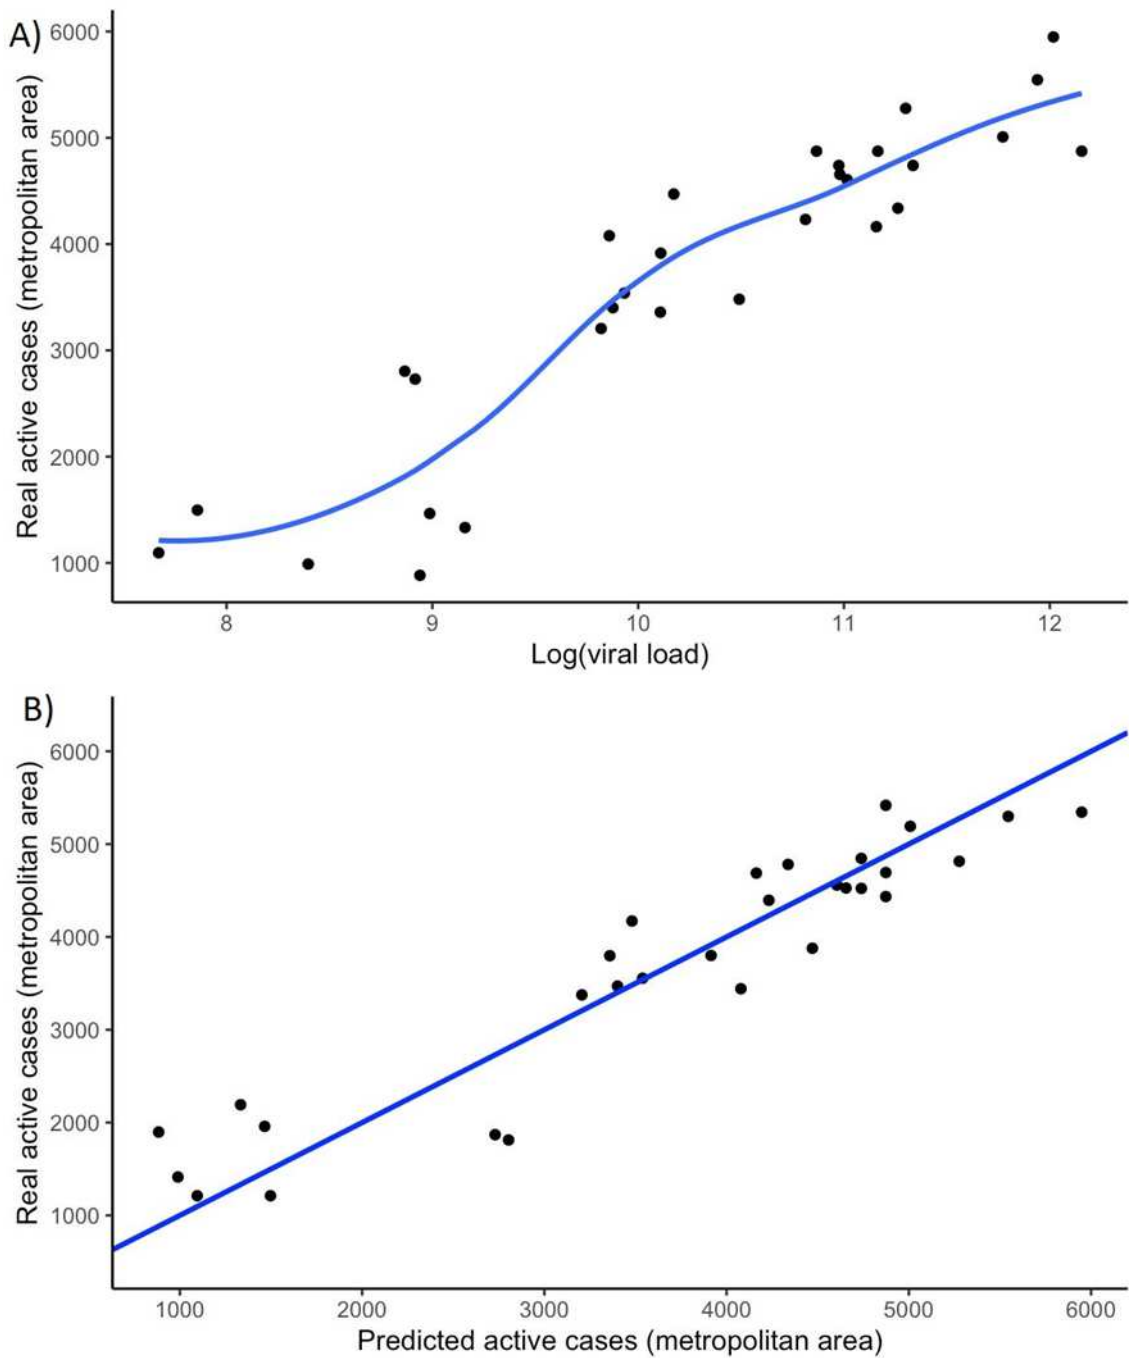 A)
Real active cases (metropolitan area)
6000
5000
4000
3000
2000
1000
8 9 10 11 12
Log(viral load)
B)
Real active cases (metropolitan area)
6000
5000
4000
3000
2000
1000
1000 2000 3000 4000 5000 6000
Predicted active cases (metropolitan area)